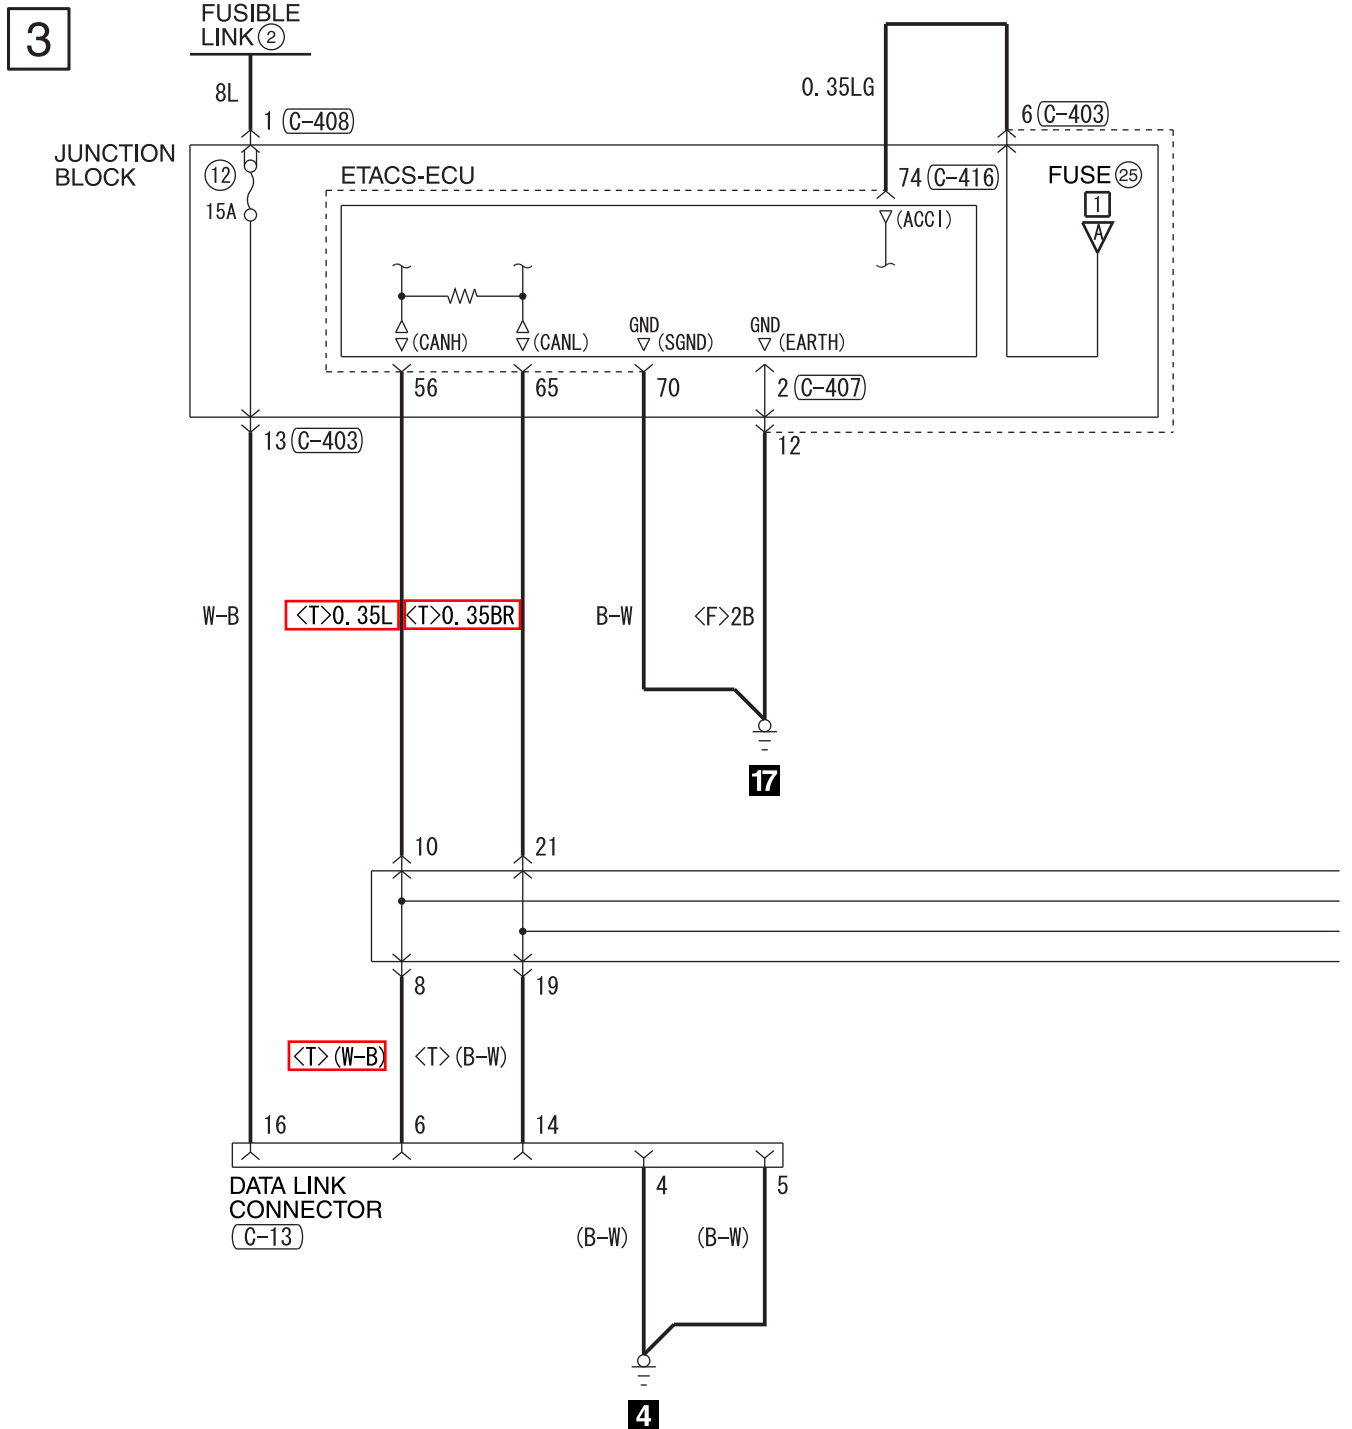 3
FUSIBLE
LINK 2
8L
0.35LG
1 C-408
6 C-403
JUNCTION
BLOCK
12
15A
ETACS-ECU
74 C-416
FUSE 25
1
A
(ACCI)
(CANH)
(CANL)
GND
(SGND)
GND
(EARTH)
56
65
70
2 C-407
13 C-403
12
W-B
<T>0.35L
<T>0.35BR
B-W
<F>2B
17
10
21
8
19
<T>(W-B)
<T>(B-W)
16
6
14
DATA LINK
CONNECTOR
C-13
4
5
(B-W)
(B-W)
4